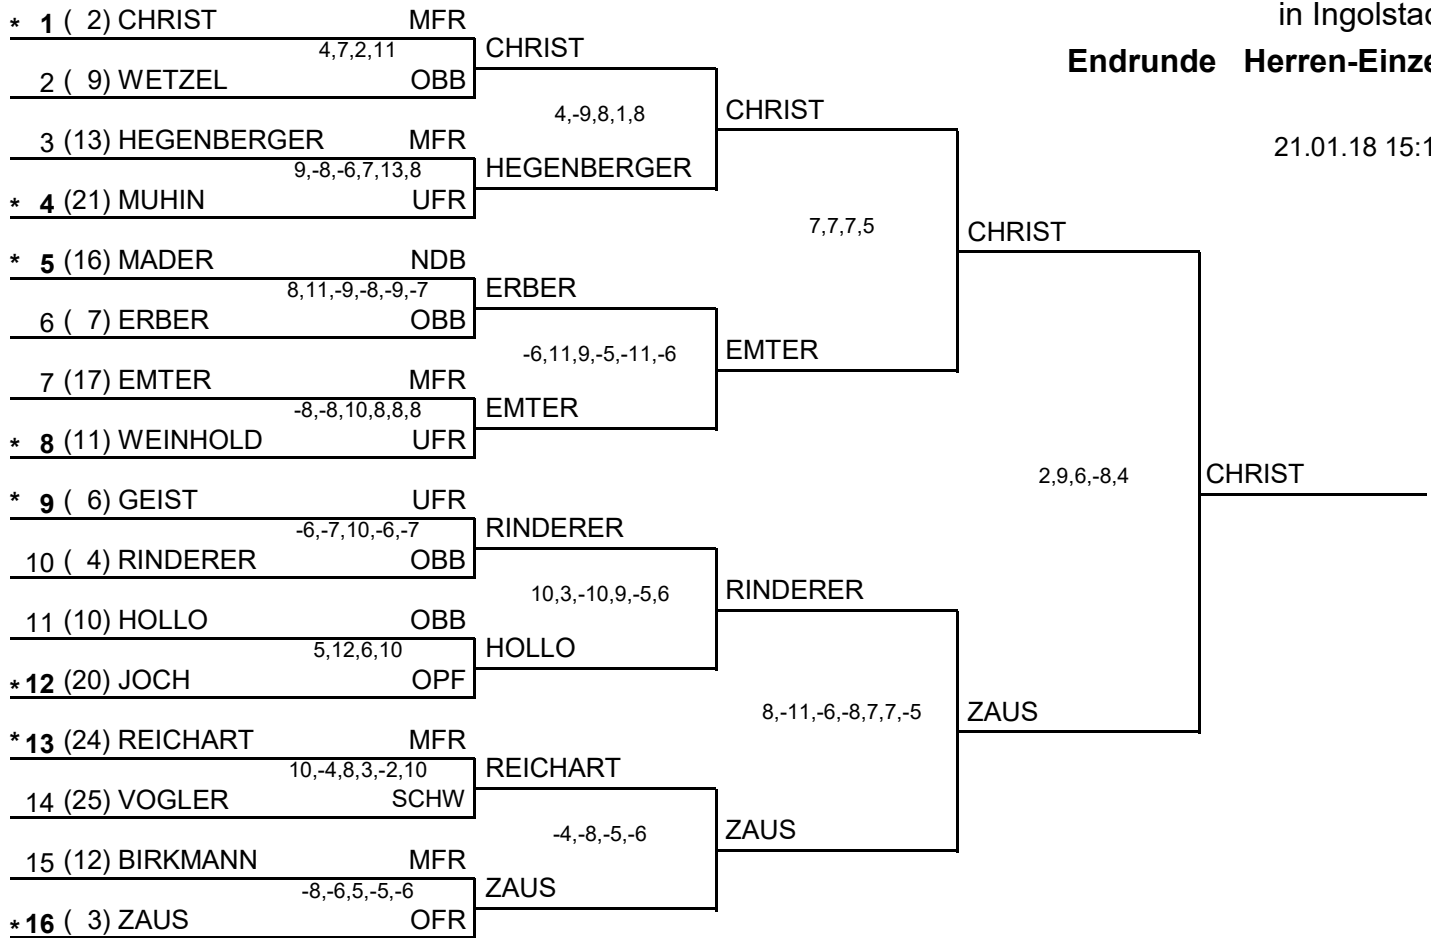 in Ingolstad
Endrunde Herren-Einze
21.01.18 15:1
* 1 ( 2) CHRIST MFR
4,7,2,11
CHRIST
2 ( 9) WETZEL OBB
4,-9,8,1,8
CHRIST
3 (13) HEGENBERGER MFR
9,-8,-6,7,13,8
HEGENBERGER
* 4 (21) MUHIN UFR
7,7,7,5
CHRIST
* 5 (16) MADER NDB
8,11,-9,-8,-9,-7
ERBER
6 ( 7) ERBER OBB
-6,11,9,-5,-11,-6
EMTER
7 (17) EMTER MFR
-8,-8,10,8,8,8
EMTER
* 8 (11) WEINHOLD UFR
2,9,6,-8,4
CHRIST
* 9 ( 6) GEIST UFR
-6,-7,10,-6,-7
RINDERER
10 ( 4) RINDERER OBB
10,3,-10,9,-5,6
RINDERER
11 (10) HOLLO OBB
5,12,6,10
HOLLO
* 12 (20) JOCH OPF
8,-11,-6,-8,7,7,-5
ZAUS
* 13 (24) REICHART MFR
10,-4,8,3,-2,10
REICHART
14 (25) VOGLER SCHW
-4,-8,-5,-6
ZAUS
15 (12) BIRKMANN MFR
-8,-6,5,-5,-6
ZAUS
* 16 ( 3) ZAUS OFR